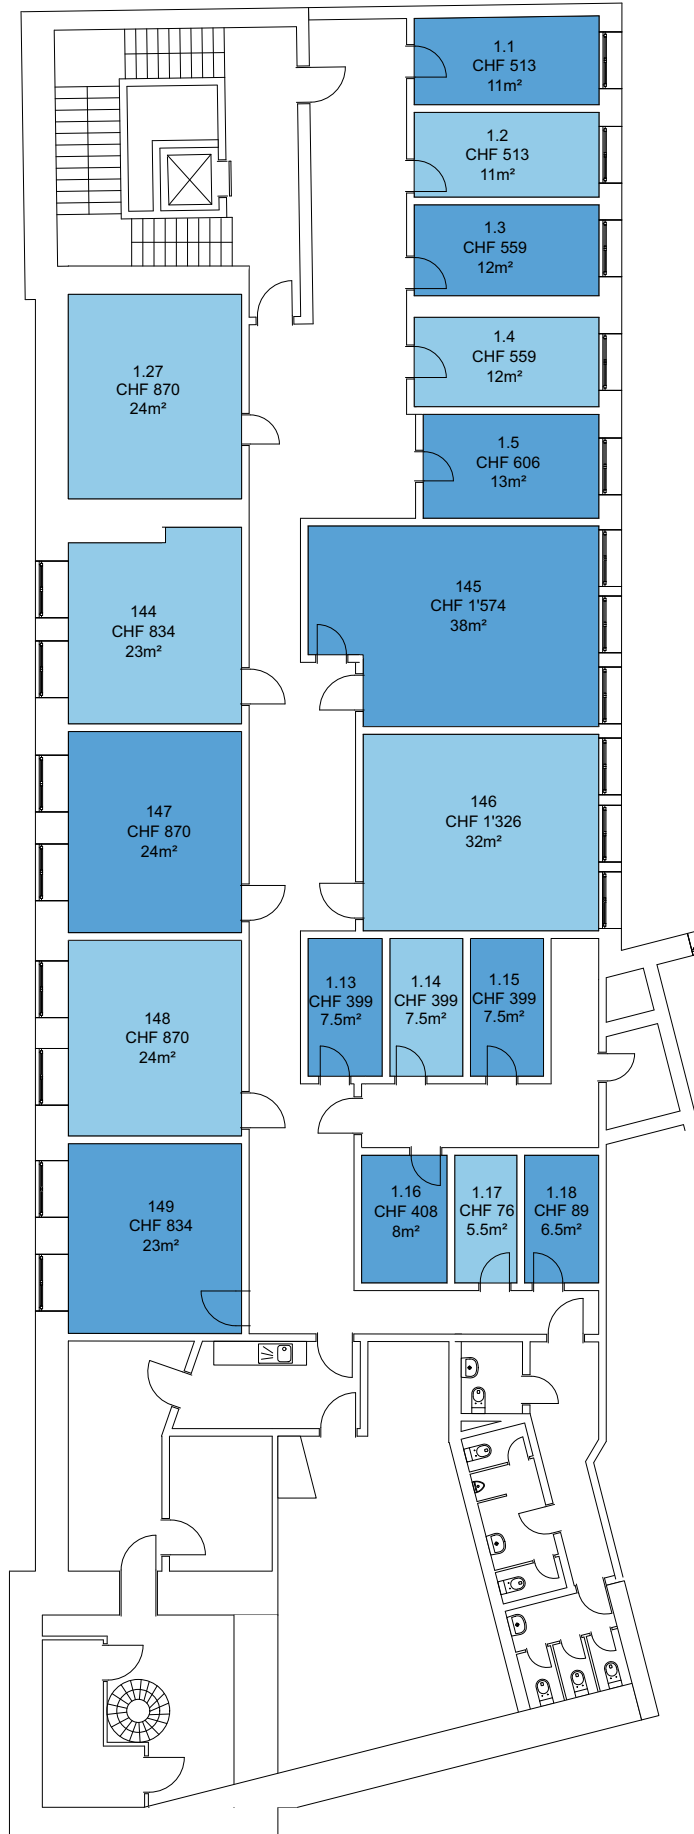 1.1
CHF 513
11m²
1.2
CHF 513
11m²
1.3
CHF 559
12m²
1.4
CHF 559
12m²
1.27
CHF 870
24m²
1.5
CHF 606
13m²
144
CHF 834
23m²
145
CHF 1'574
38m²
147
CHF 870
24m²
146
CHF 1'326
32m²
1.13
CHF 399
7.5m²
1.14
CHF 399
7.5m²
1.15
CHF 399
7.5m²
148
CHF 870
24m²
149
CHF 834
23m²
1.16
CHF 408
8m²
1.17
CHF 76
5.5m²
1.18
CHF 89
6.5m²